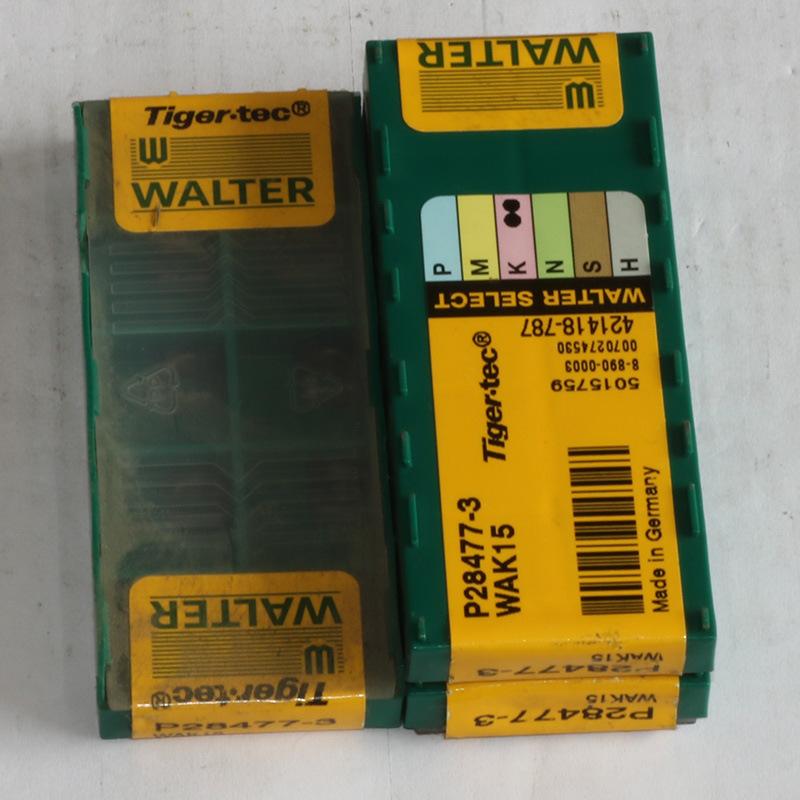 Tiger·tec®
WALTER
WALTER
Tiger·tec®
P28477-3
WAK15
WALTER
P
M
K
N
S
H
WALTER SELECT
421418-787
0070274530
8-890-0003
5015759
Tiger·tec®
P28477-3
WAK15
Made in Germany
P28477-3
WAK15
P28477-3
WAK15